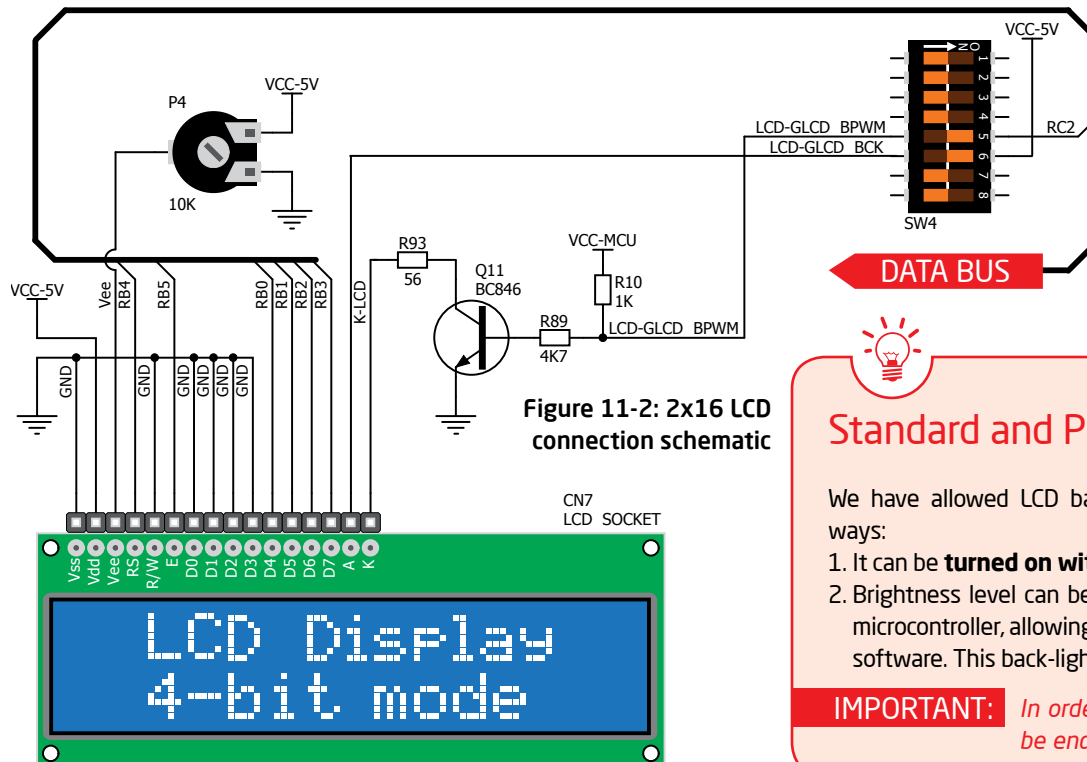 VCC-5V
P4
VCC-5V
10K
LCD-GLCD BPWM
LCD-GLCD BCK
O
N
1
2
3
4
5
6
7
8
RC2
SW4
DATA BUS
VCC-5V
Vee
RB4
RB5
RB0
RB1
RB2
RB3
K-LCD
R93
56
Q11
BC846
VCC-MCU
R10
1K
R89
4K7
LCD-GLCD BPWM
GND
GND
GND
GND
GND
Figure 11-2: 2x16 LCD
connection schematic
CN7
LCD SOCKET
Vss
Vdd
Vee
RS
R/W
E
D0
D1
D2
D3
D4
D5
D6
D7
A
K
LCD Display
4-bit mode
Standard and P
We have allowed LCD ba
ways:
1. It can be turned on wit
2. Brightness level can be
microcontroller, allowing
software. This back-ligh
IMPORTANT: In orde
be ena